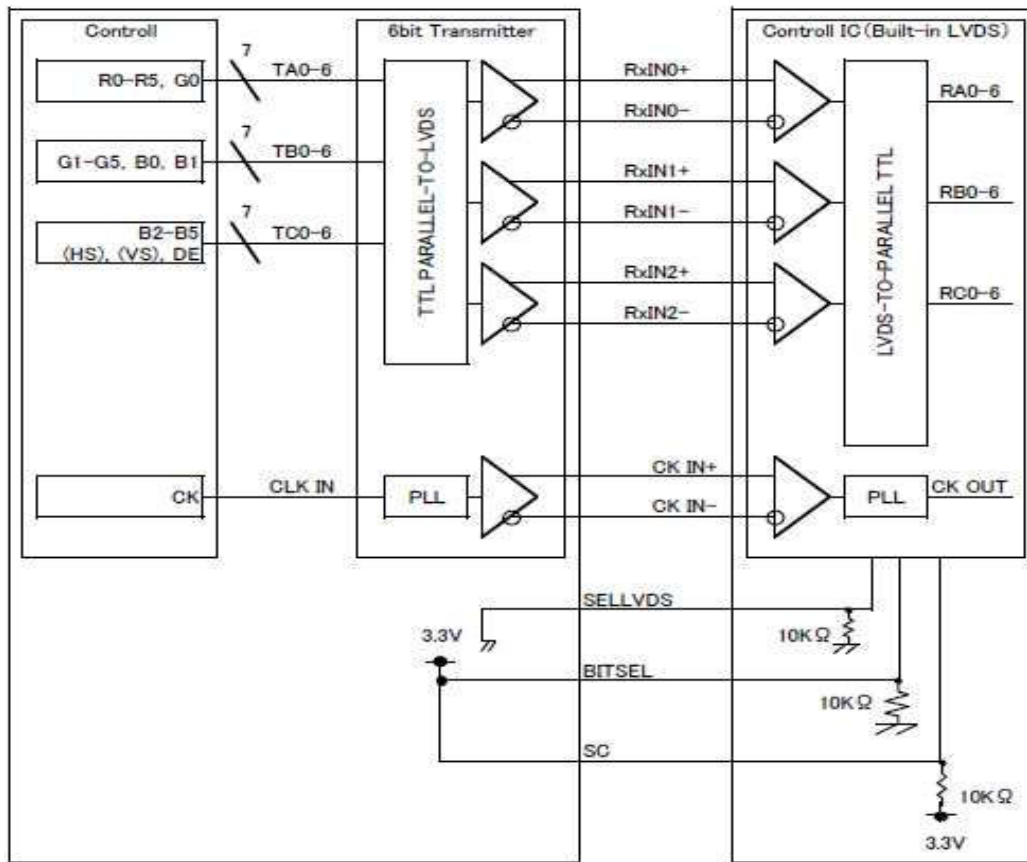 Controll
6bit Transmitter
Controll IC(Built-in LVDS)
R0-R5, G0
7
TA0-6
RxIN0+
RxIN0-
RA0-6
G1-G5, B0, B1
7
TB0-6
RxIN1+
RxIN1-
RB0-6
B2-B5
(HS), (VS), DE
7
TC0-6
RxIN2+
RxIN2-
RC0-6
TTL PARALLEL-TO-LVDS
LVDS-TO-PARALLEL TTL
CK
CLK IN
PLL
CK IN+
CK IN-
PLL
CK OUT
SELLVDS
10KΩ
3.3V
BITSEL
10KΩ
SC
10KΩ
3.3V